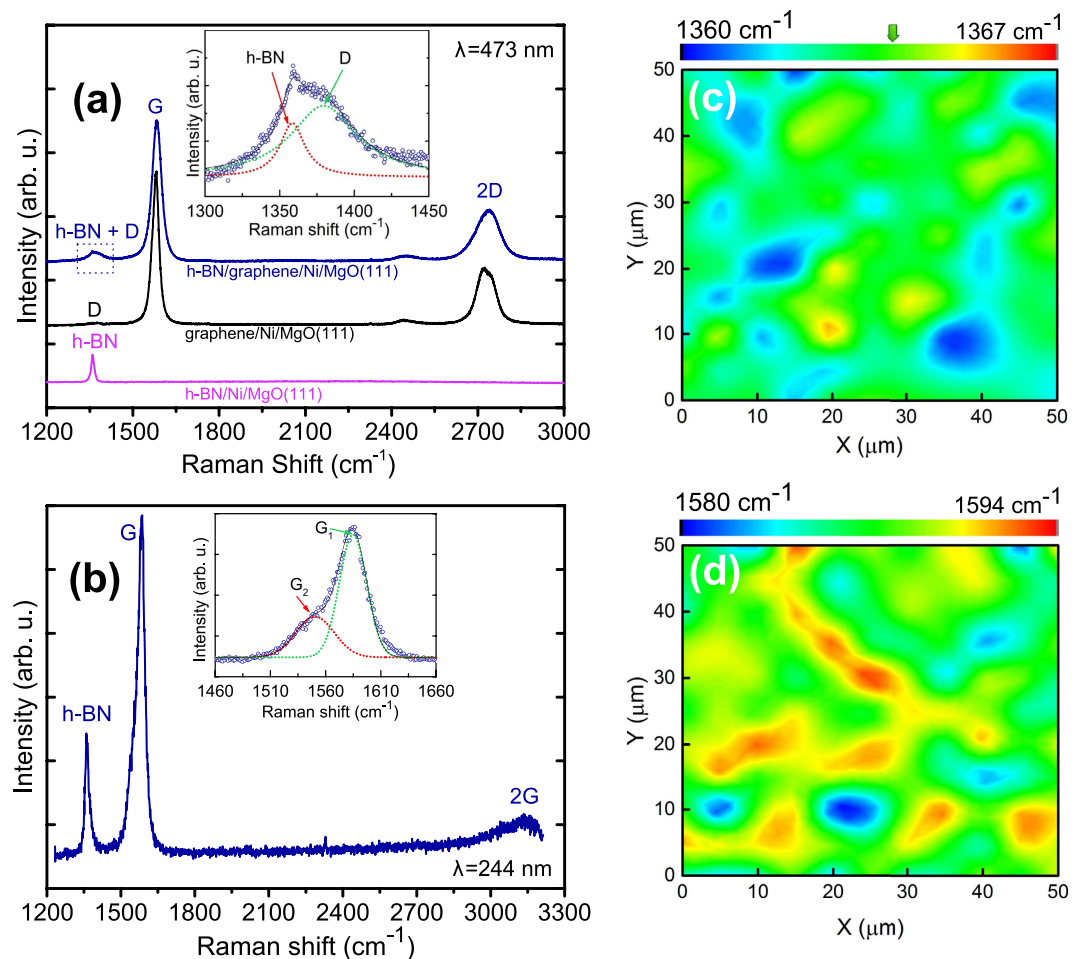 (a)
λ=473 nm
Intensity (arb. u.)
G
2D
h-BN + D
h-BN/graphene/Ni/MgO(111)
D
graphene/Ni/MgO(111)
h-BN
h-BN/Ni/MgO(111)
1200 1500 1800 2100 2400 2700 3000
Raman Shift (cm⁻¹)
Intensity (arb. u.)
h-BN
D
1300 1350 1400 1450
Raman shift (cm⁻¹)
(b)
Intensity (arb. u.)
G
h-BN
2G
λ=244 nm
1200 1500 1800 2100 2400 2700 3000 3300
Raman shift (cm⁻¹)
Intensity (arb. u.)
G₁
G₂
1460 1510 1560 1610 1660
Raman shift (cm⁻¹)
1360 cm⁻¹ 1367 cm⁻¹
(c)
50
40
30
20
10
0
Y (μm)
0 10 20 30 40 50
X (μm)
1580 cm⁻¹ 1594 cm⁻¹
(d)
50
40
30
20
10
0
Y (μm)
0 10 20 30 40 50
X (μm)